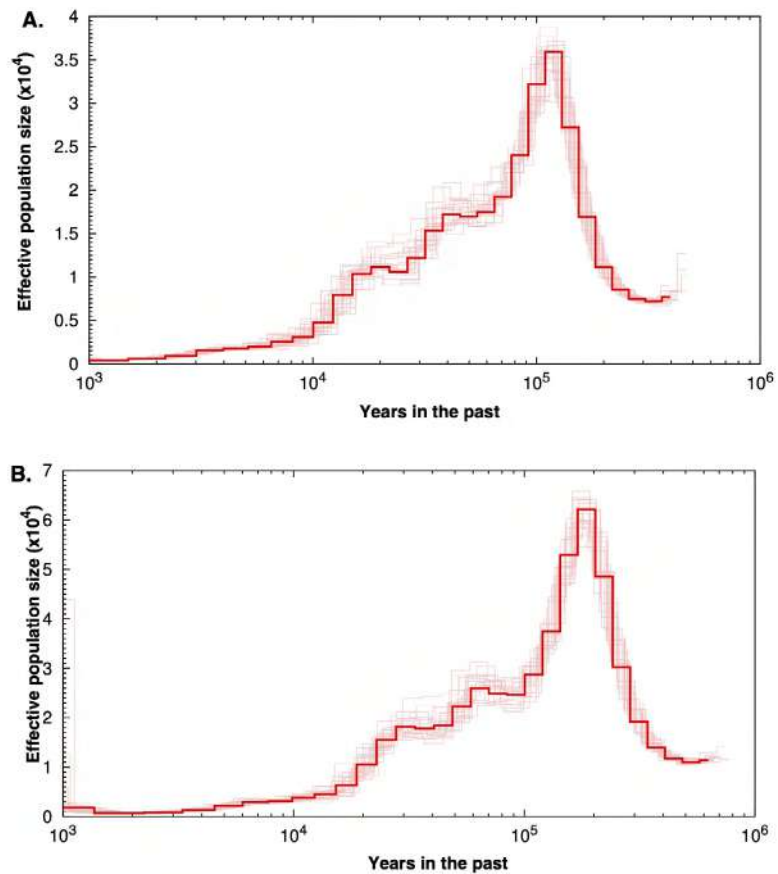 A.
Effective population size (x10⁴)
4
3.5
3
2.5
2
1.5
1
0.5
0
10³ 10⁴ 10⁵ 10⁶
Years in the past
B.
Effective population size (x10⁴)
7
6
5
4
3
2
1
0
10³ 10⁴ 10⁵ 10⁶
Years in the past